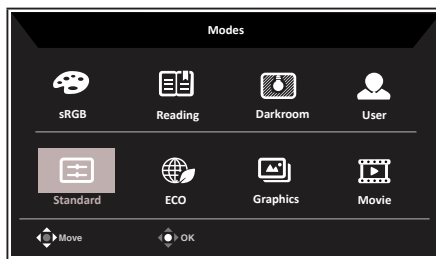 Modes
sRGB Reading Darkroom User
Standard ECO Graphics Movie
Move OK